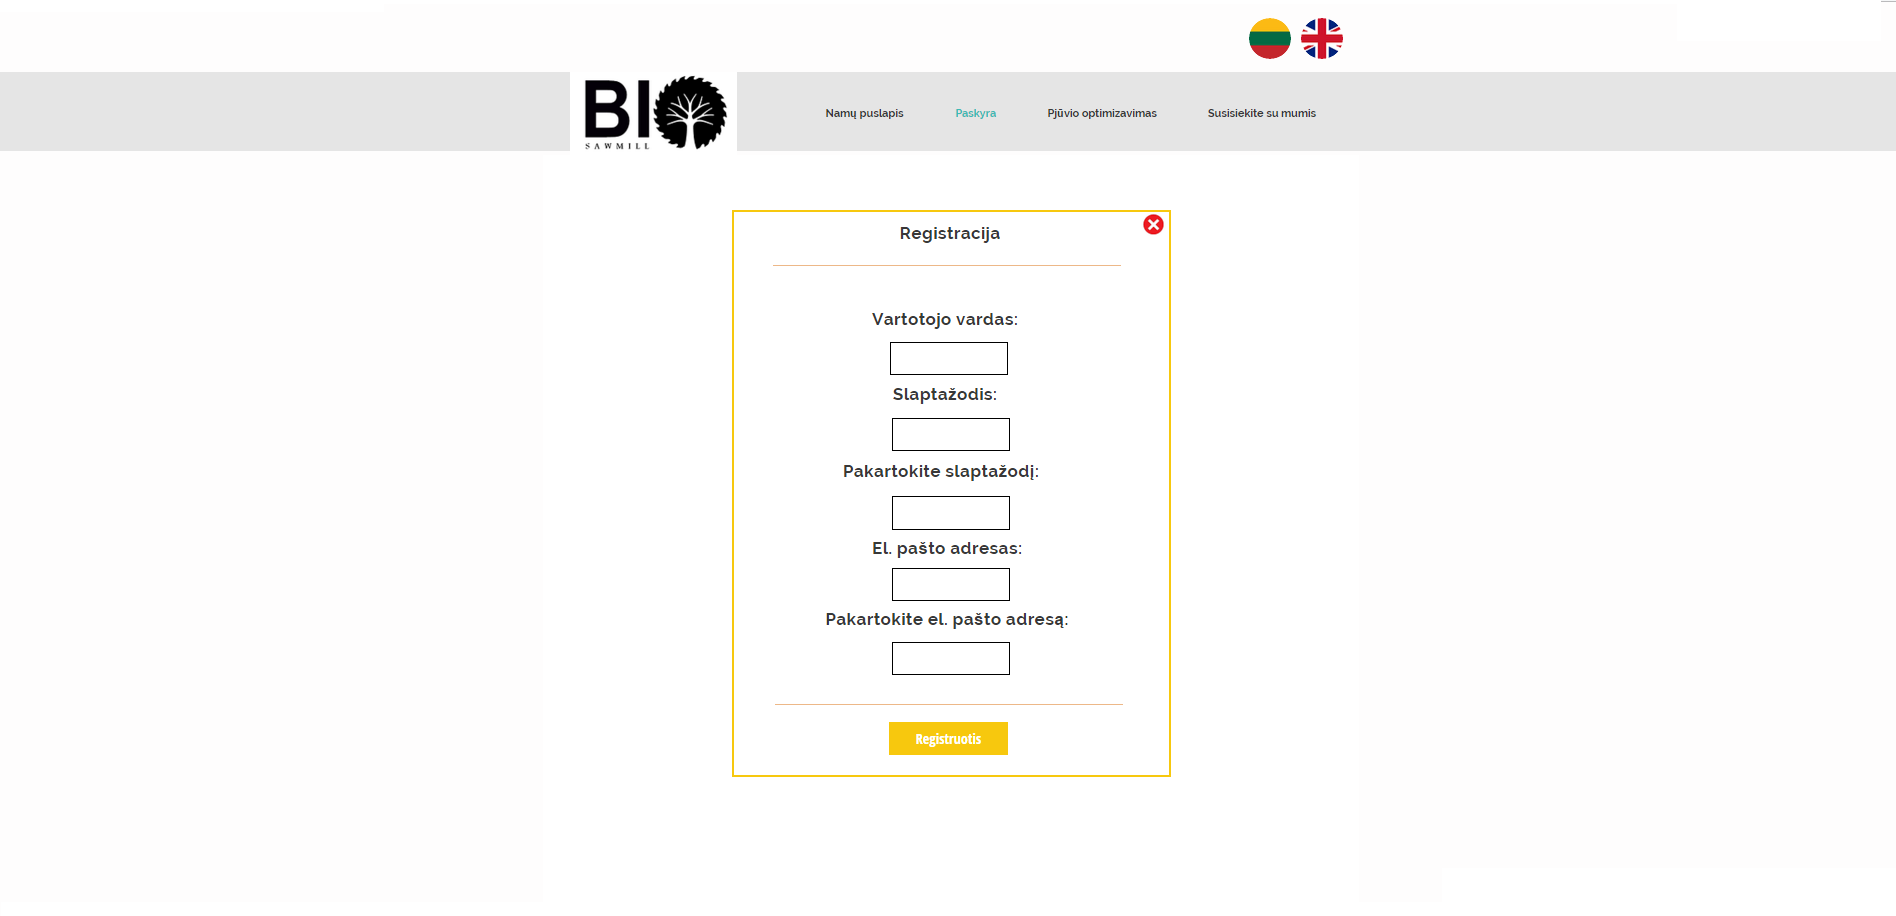 BIO
SAWMILL
Namų puslapis
Paskyra
Pjūvio optimizavimas
Susisiekite su mumis
Registracija
Vartotojo vardas:
Slaptažodis:
Pakartokite slaptažodį:
El. pašto adresas:
Pakartokite el. pašto adresą:
Registruotis